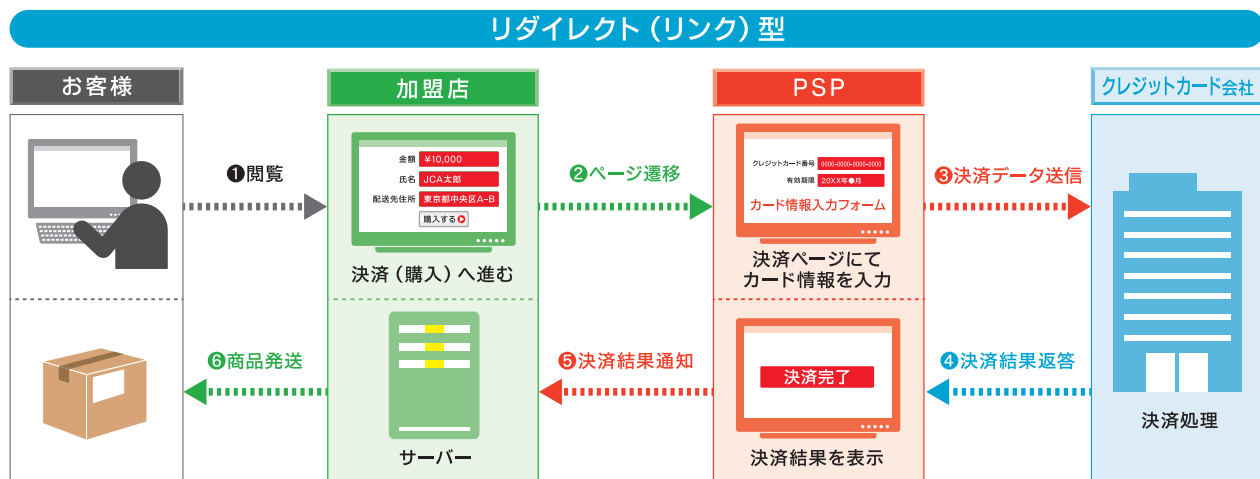 リダイレクト（リンク）型
お客様
加盟店
PSP
クレジットカード会社
❶閲覧
金額 ¥10,000
氏名 JCA太郎
配送先住所 東京都中央区A-B
購入する
決済（購入）へ進む
❷ページ遷移
クレジットカード番号 0000-0000-0000-0000
有効期限 20XX年●月
カード情報入力フォーム
決済ページにて
カード情報を入力
❸決済データ送信
❻商品発送
サーバー
❺決済結果通知
決済完了
決済結果を表示
❹決済結果返答
決済処理